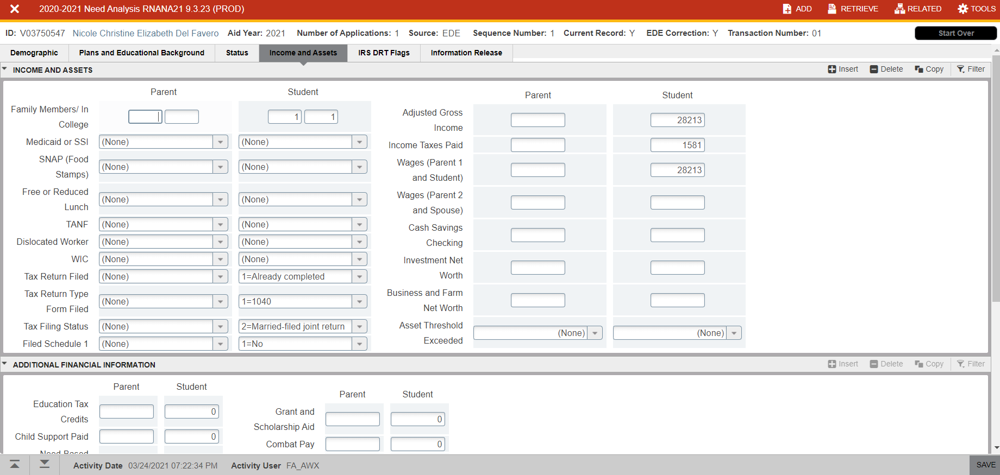 2020-2021 Need Analysis RNANA21 9.3.23 (PROD)
ADD RETRIEVE RELATED TOOLS
ID: V03750547 Nicole Christine Elizabeth Del Favero Aid Year: 2021 Number of Applications: 1 Source: EDE Sequence Number: 1 Current Record: Y EDE Correction: Y Transaction Number: 01
Start Over
Demographic Plans and Educational Background Status Income and Assets IRS DRT Flags Information Release
INCOME AND ASSETS
Insert Delete Copy Filter
Parent Student
Family Members/ In College 1 1
Medicaid or SSI (None) (None)
SNAP (Food Stamps) (None) (None)
Free or Reduced Lunch (None) (None)
TANF (None) (None)
Dislocated Worker (None) (None)
WIC (None) (None)
Tax Return Filed (None) 1=Already completed
Tax Return Type Form Filed (None) 1=1040
Tax Filing Status (None) 2=Married-filed joint return
Filed Schedule 1 (None) 1=No
Parent Student
Adjusted Gross Income 28213
Income Taxes Paid 1581
Wages (Parent 1 and Student) 28213
Wages (Parent 2 and Spouse)
Cash Savings Checking
Investment Net Worth
Business and Farm Net Worth
Asset Threshold Exceeded (None) (None)
ADDITIONAL FINANCIAL INFORMATION
Insert Delete Copy Filter
Parent Student
Education Tax Credits 0
Child Support Paid 0
Need Based
Parent Student
Grant and Scholarship Aid 0
Combat Pay 0
Activity Date 03/24/2021 07:22:34 PM Activity User FA_AWX
SAVE